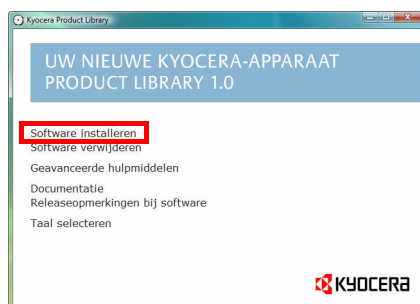 Kyocera Product Library
UW NIEUWE KYOCERA-APPARAAT
PRODUCT LIBRARY 1.0
Software installeren
Software verwijderen
Geavanceerde hulpmiddelen
Documentatie
Releaseopmerkingen bij software
Taal selecteren
KYOCERA